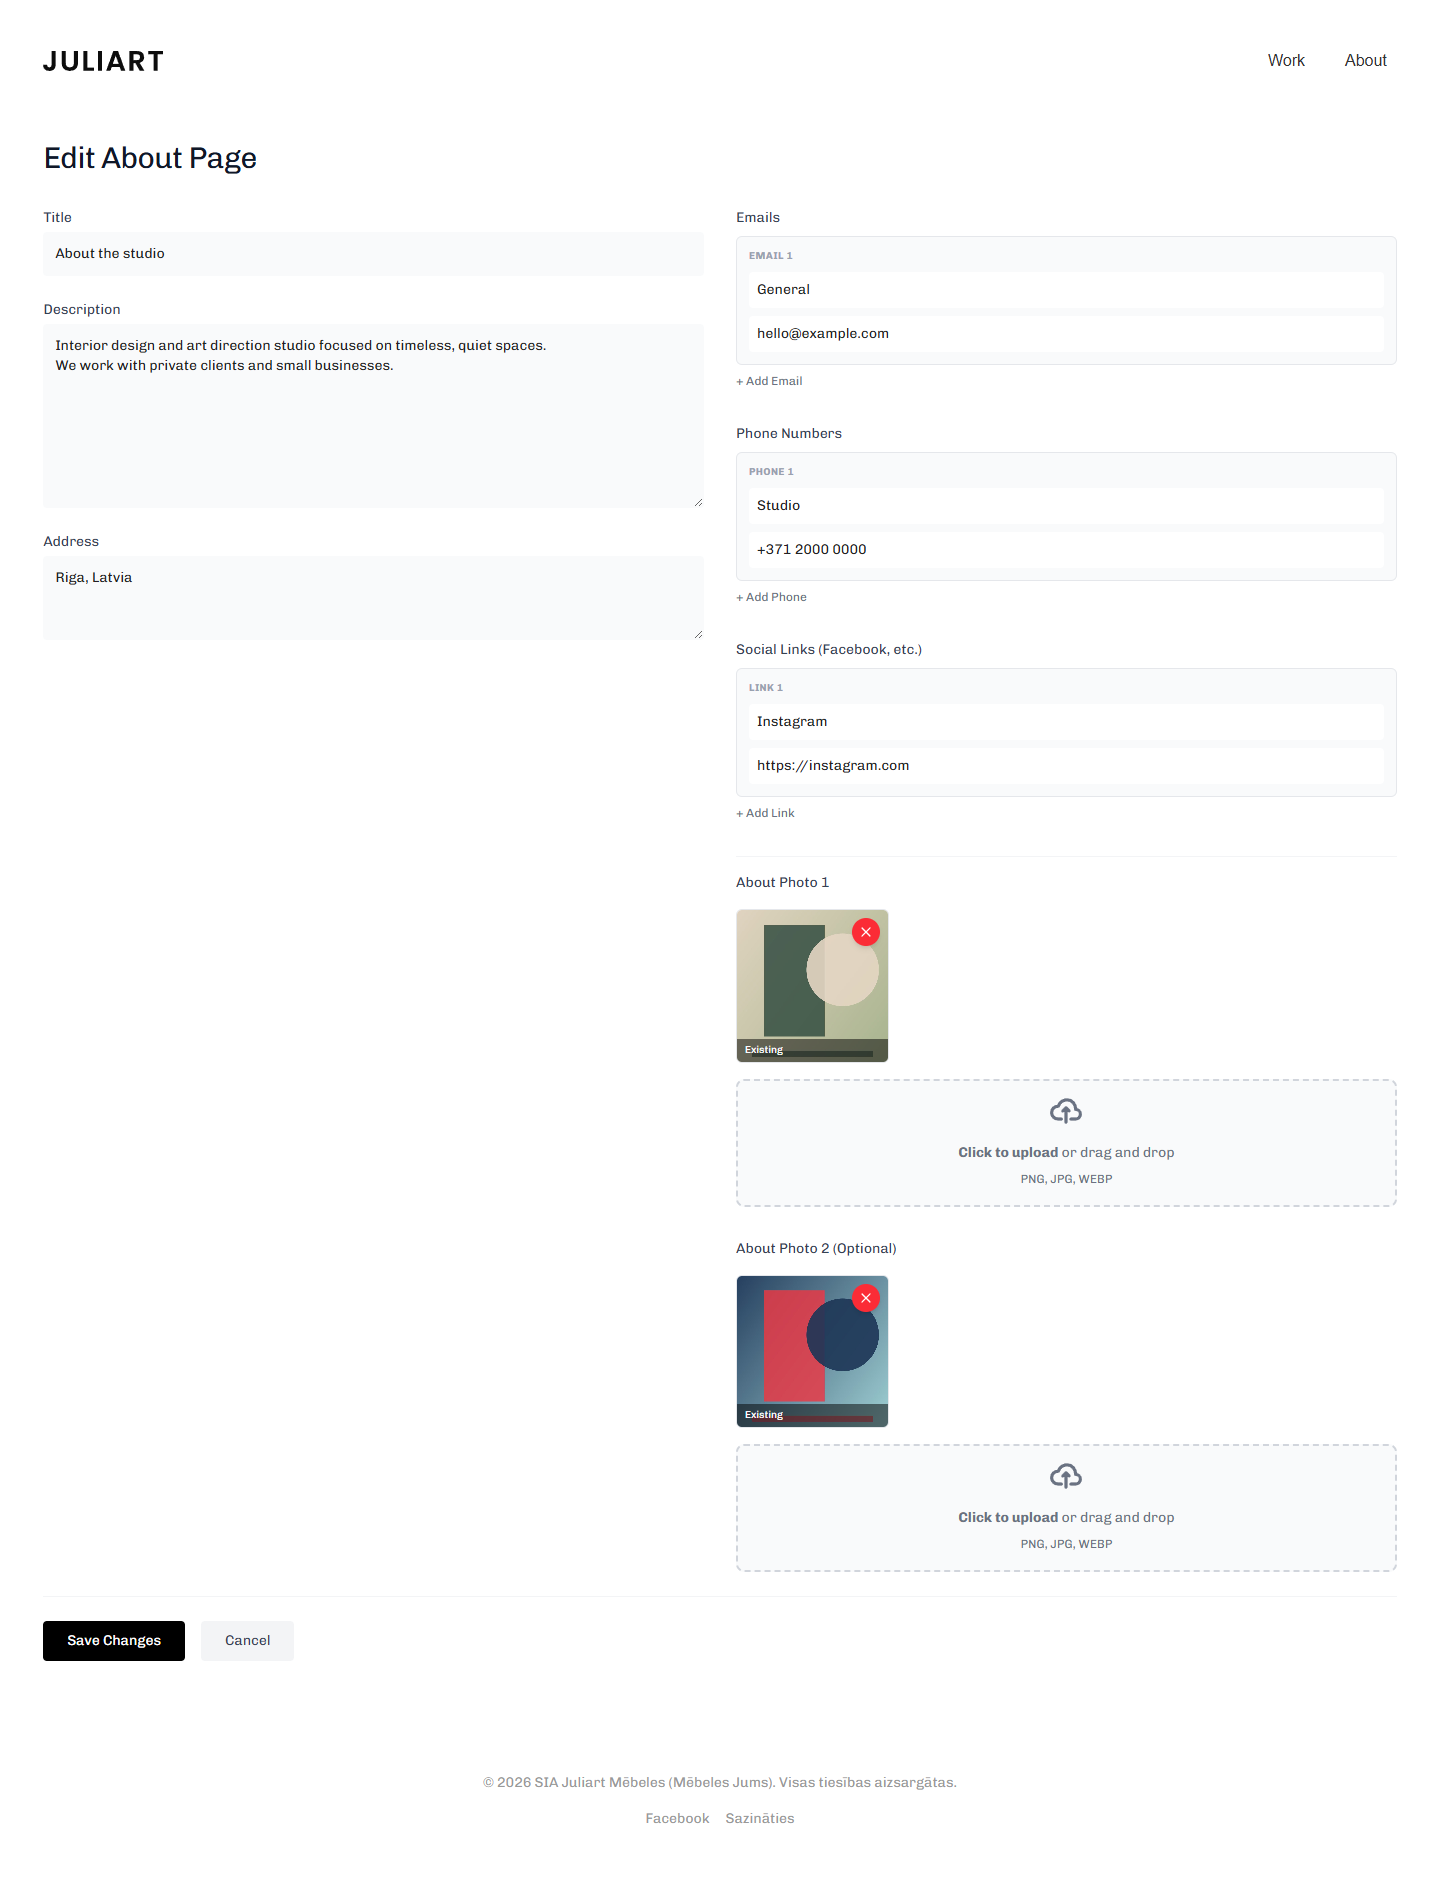 JULIART
Work
About
Edit About Page
Title
About the studio
Description
Interior design and art direction studio focused on timeless, quiet spaces.
We work with private clients and small businesses.
Address
Riga, Latvia
Emails
EMAIL 1
General
hello@example.com
+ Add Email
Phone Numbers
PHONE 1
Studio
+371 2000 0000
+ Add Phone
Social Links (Facebook, etc.)
LINK 1
Instagram
https://instagram.com
+ Add Link
About Photo 1
Existing
Click to upload or drag and drop
PNG, JPG, WEBP
About Photo 2 (Optional)
Existing
Click to upload or drag and drop
PNG, JPG, WEBP
Save Changes
Cancel
© 2026 SIA Juliart Mēbeles (Mēbeles Jums). Visas tiesības aizsargātas.
Facebook
Sazināties